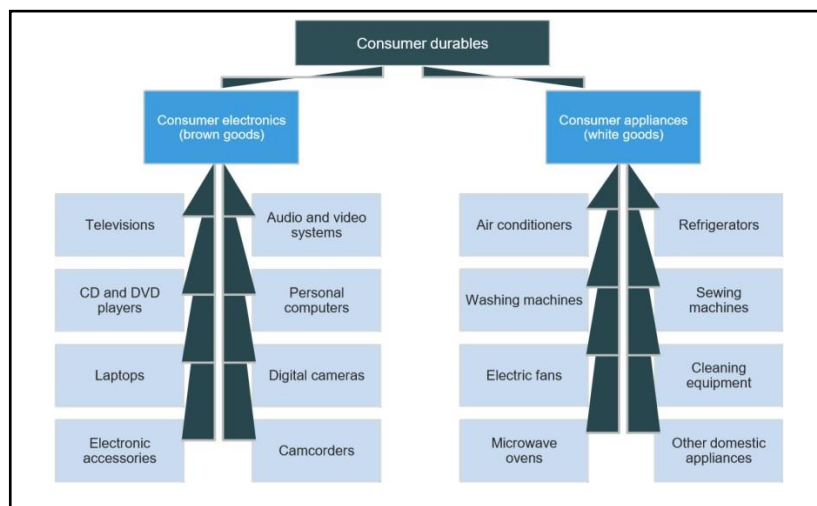 Consumer durables
Consumer electronics
(brown goods)
Consumer appliances
(white goods)
Televisions
Audio and video
systems
CD and DVD
players
Personal
computers
Laptops
Digital cameras
Electronic
accessories
Camcorders
Air conditioners
Refrigerators
Washing machines
Sewing
machines
Electric fans
Cleaning
equipment
Microwave
ovens
Other domestic
appliances